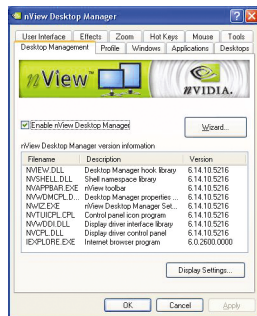 nView Desktop Manager
User Interface Effects Zoom Hot Keys Mouse Tools
Desktop Management Profile Windows Applications Desktops
nView™
NVIDIA.
Enable nView Desktop Manager
Wizard...
nView Desktop Manager version information
Filename Description Version
NVIEW.DLL Desktop Manager hook library 6.14.10.5216
NVSHELL.DLL Shell namespace library 6.14.10.5216
NVAPPBAR.EXE nView toolbar 6.14.10.5216
NVWDMCPL.D... Desktop Manager properties ... 6.14.10.5216
NWIZ.EXE nView Desktop Manager Set... 6.14.10.5216
NVTUICPL.CPL Control panel icon program 6.14.10.5216
NVWDDI.DLL Display driver interface library 6.14.10.5216
NVCPL.DLL Display driver control panel 6.14.10.5216
IEXPLORE.EXE Internet browser program 6.0.2600.0000
Display Settings...
OK Cancel Apply